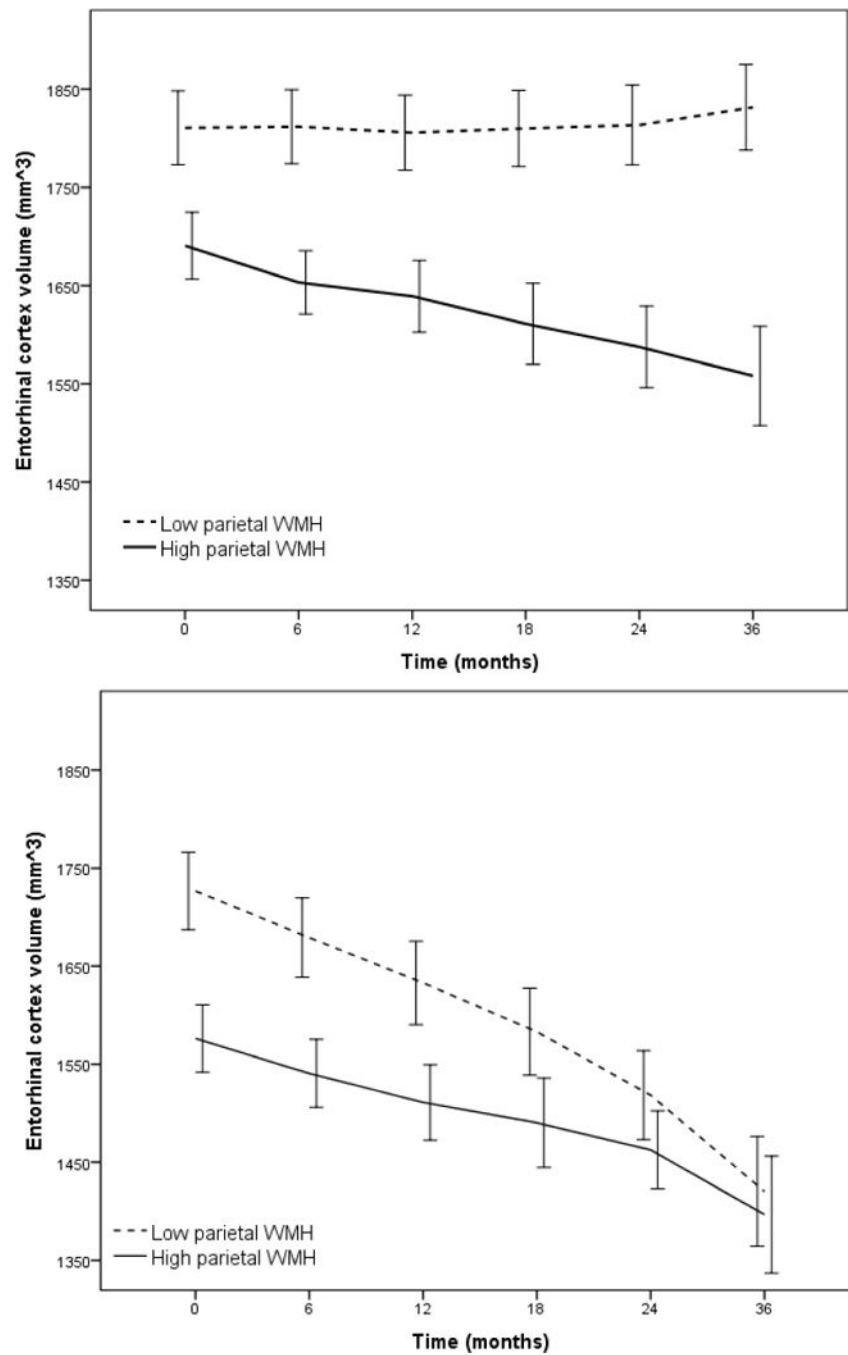 1850
1750
1650
1550
1450
1350
Entorhinal cortex volume (mm^3)
Low parietal WMH
High parietal WMH
0 6 12 18 24 36
Time (months)
1850
1750
1650
1550
1450
1350
Entorhinal cortex volume (mm^3)
Low parietal WMH
High parietal WMH
0 6 12 18 24 36
Time (months)